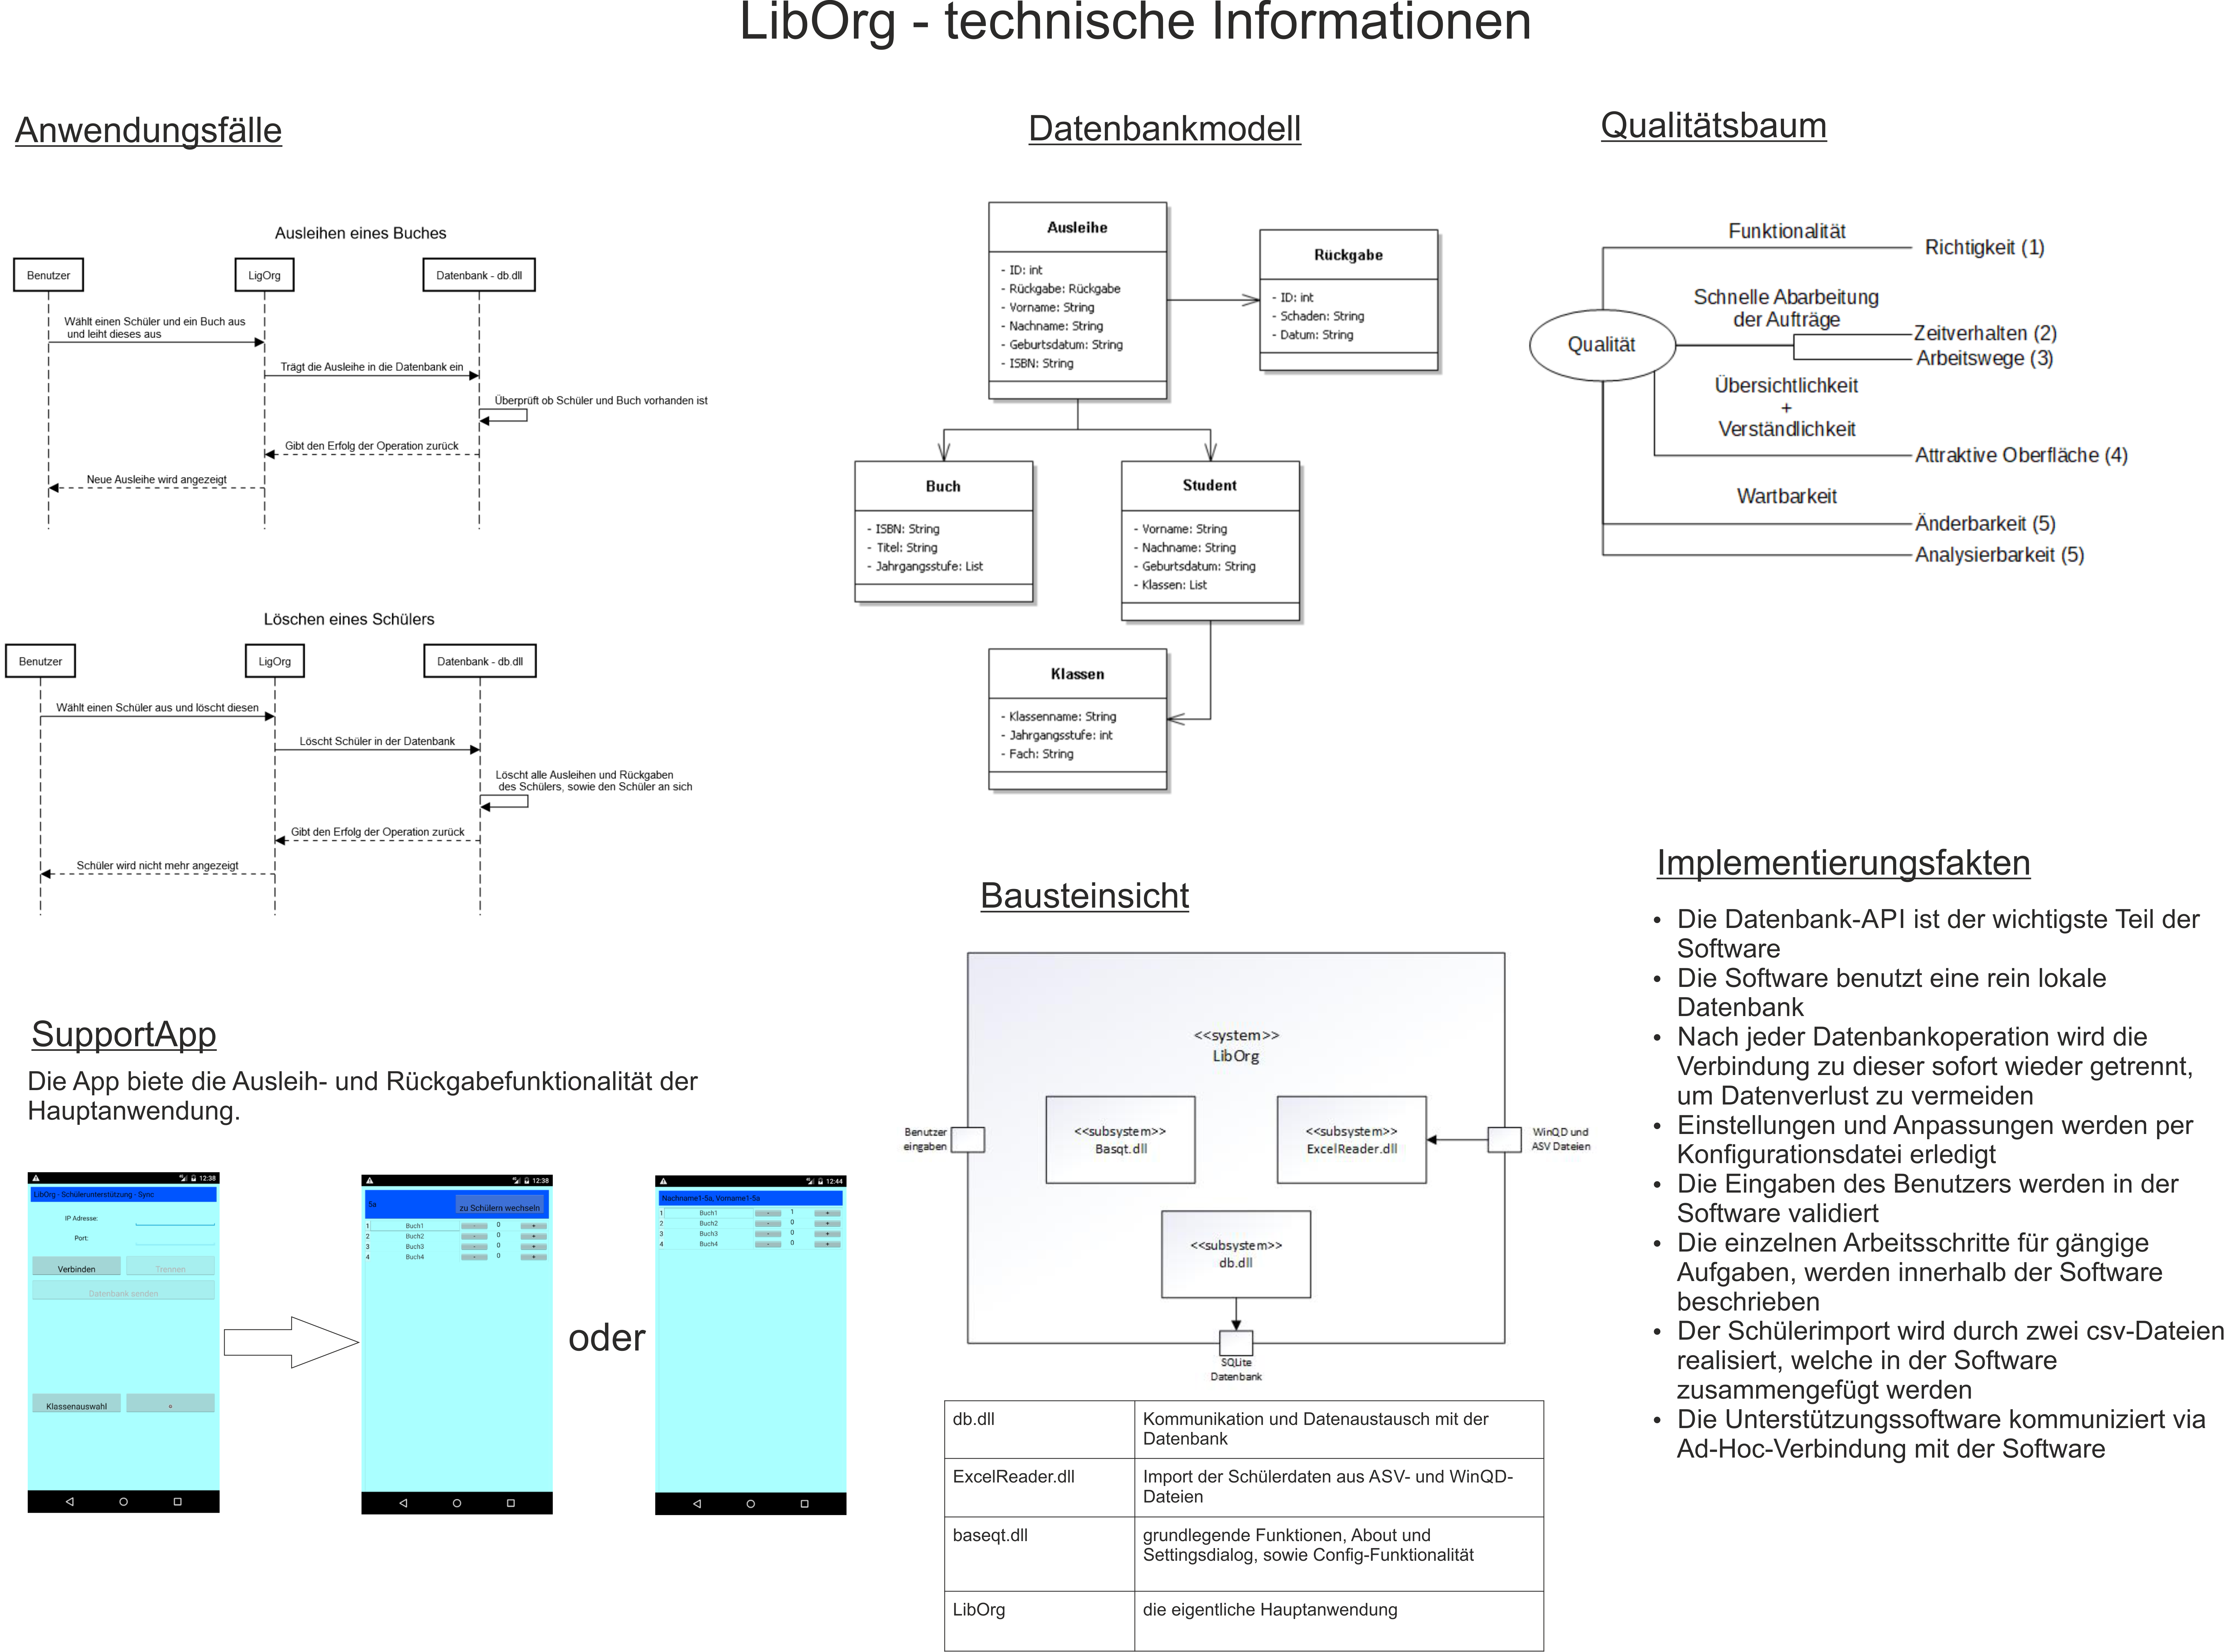 LibOrg - technische Informationen
Anwendungsfälle
Ausleihen eines Buches
Benutzer
LigOrg
Datenbank - db.dll
Wählt einen Schüler und ein Buch aus
und leiht dieses aus
Trägt die Ausleihe in die Datenbank ein
Überprüft ob Schüler und Buch vorhanden ist
Gibt den Erfolg der Operation zurück
Neue Ausleihe wird angezeigt
Löschen eines Schülers
Benutzer
LigOrg
Datenbank - db.dll
Wählt einen Schüler aus und löscht diesen
Löscht Schüler in der Datenbank
Löscht alle Ausleihen und Rückgaben
des Schülers, sowie den Schüler an sich
Gibt den Erfolg der Operation zurück
Schüler wird nicht mehr angezeigt
SupportApp
Die App biete die Ausleih- und Rückgabefunktionalität der
Hauptanwendung.
12:38
LibOrg - Schülerunterstützung - Sync
IP Adresse:
Port:
Verbinden
Trennen
Datenbank senden
Klassenauswahl
12:38
5a
zu Schülern wechseln
1 Buch1 - 0 +
2 Buch2 - 0 +
3 Buch3 - 0 +
4 Buch4 - 0 +
oder
12:44
Nachname1-5a, Vorname1-5a
1 Buch1 - 1 +
2 Buch2 - 0 +
3 Buch3 - 0 +
4 Buch4 - 0 +
Datenbankmodell
Ausleihe
- ID: int
- Rückgabe: Rückgabe
- Vorname: String
- Nachname: String
- Geburtsdatum: String
- ISBN: String
Rückgabe
- ID: int
- Schaden: String
- Datum: String
Buch
- ISBN: String
- Titel: String
- Jahrgangsstufe: List
Student
- Vorname: String
- Nachname: String
- Geburtsdatum: String
- Klassen: List
Klassen
- Klassenname: String
- Jahrgangsstufe: int
- Fach: String
Bausteinsicht
<<system>>
LibOrg
<<subsystem>>
Basqt.dll
<<subsystem>>
ExcelReader.dll
<<subsystem>>
db.dll
Benutzer
eingaben
WinQD und
ASV Dateien
SQLite
Datenbank
db.dll
Kommunikation und Datenaustausch mit der
Datenbank
ExcelReader.dll
Import der Schülerdaten aus ASV- und WinQD-
Dateien
baseqt.dll
grundlegende Funktionen, About und
Settingsdialog, sowie Config-Funktionalität
LibOrg
die eigentliche Hauptanwendung
Qualitätsbaum
Qualität
Funktionalität
Richtigkeit (1)
Schnelle Abarbeitung
der Aufträge
Zeitverhalten (2)
Arbeitswege (3)
Übersichtlichkeit
+
Verständlichkeit
Attraktive Oberfläche (4)
Wartbarkeit
Änderbarkeit (5)
Analysierbarkeit (5)
Implementierungsfakten
• Die Datenbank-API ist der wichtigste Teil der
Software
• Die Software benutzt eine rein lokale
Datenbank
• Nach jeder Datenbankoperation wird die
Verbindung zu dieser sofort wieder getrennt,
um Datenverlust zu vermeiden
• Einstellungen und Anpassungen werden per
Konfigurationsdatei erledigt
• Die Eingaben des Benutzers werden in der
Software validiert
• Die einzelnen Arbeitsschritte für gängige
Aufgaben, werden innerhalb der Software
beschrieben
• Der Schülerimport wird durch zwei csv-Dateien
realisiert, welche in der Software
zusammengefügt werden
• Die Unterstützungssoftware kommuniziert via
Ad-Hoc-Verbindung mit der Software